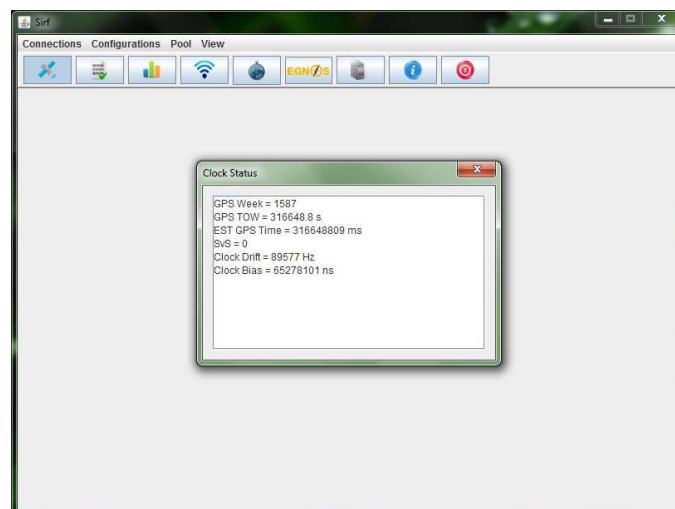 Sirf
Connections Configurations Pool View
EGNOS
Clock Status
GPS Week = 1587
GPS TOW = 316648.8 s
EST GPS Time = 316648809 ms
SvS = 0
Clock Drift = 89577 Hz
Clock Bias = 65278101 ns